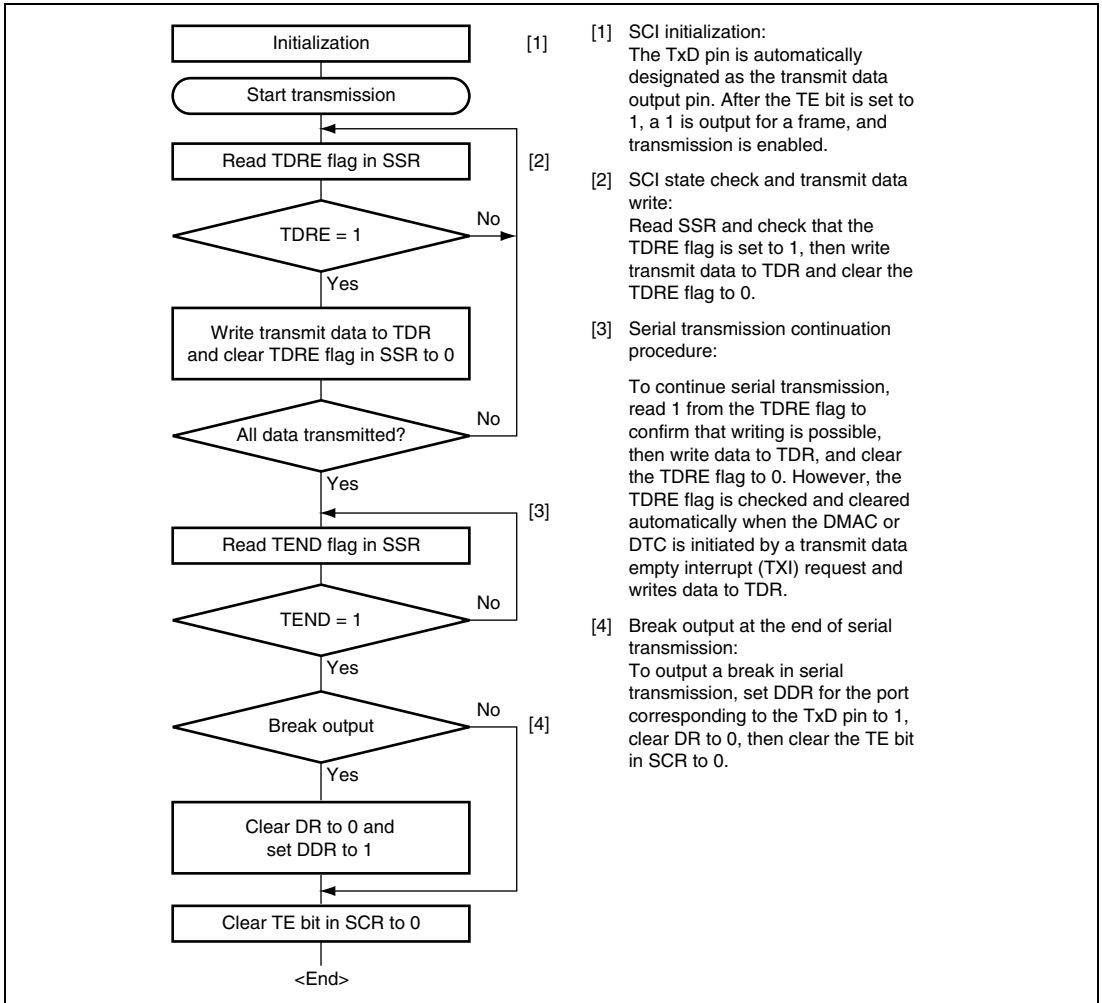 Initialization
[1]
Start transmission
Read TDRE flag in SSR
[2]
TDRE = 1
No
Yes
Write transmit data to TDR
and clear TDRE flag in SSR to 0
All data transmitted?
No
Yes
[3]
Read TEND flag in SSR
TEND = 1
No
Yes
Break output
No
[4]
Yes
Clear DR to 0 and
set DDR to 1
Clear TE bit in SCR to 0
<End>
[1] SCI initialization:
The TxD pin is automatically
designated as the transmit data
output pin. After the TE bit is set to
1, a 1 is output for a frame, and
transmission is enabled.
[2] SCI state check and transmit data
write:
Read SSR and check that the
TDRE flag is set to 1, then write
transmit data to TDR and clear the
TDRE flag to 0.
[3] Serial transmission continuation
procedure:
To continue serial transmission,
read 1 from the TDRE flag to
confirm that writing is possible,
then write data to TDR, and clear
the TDRE flag to 0. However, the
TDRE flag is checked and cleared
automatically when the DMAC or
DTC is initiated by a transmit data
empty interrupt (TXI) request and
writes data to TDR.
[4] Break output at the end of serial
transmission:
To output a break in serial
transmission, set DDR for the port
corresponding to the TxD pin to 1,
clear DR to 0, then clear the TE bit
in SCR to 0.